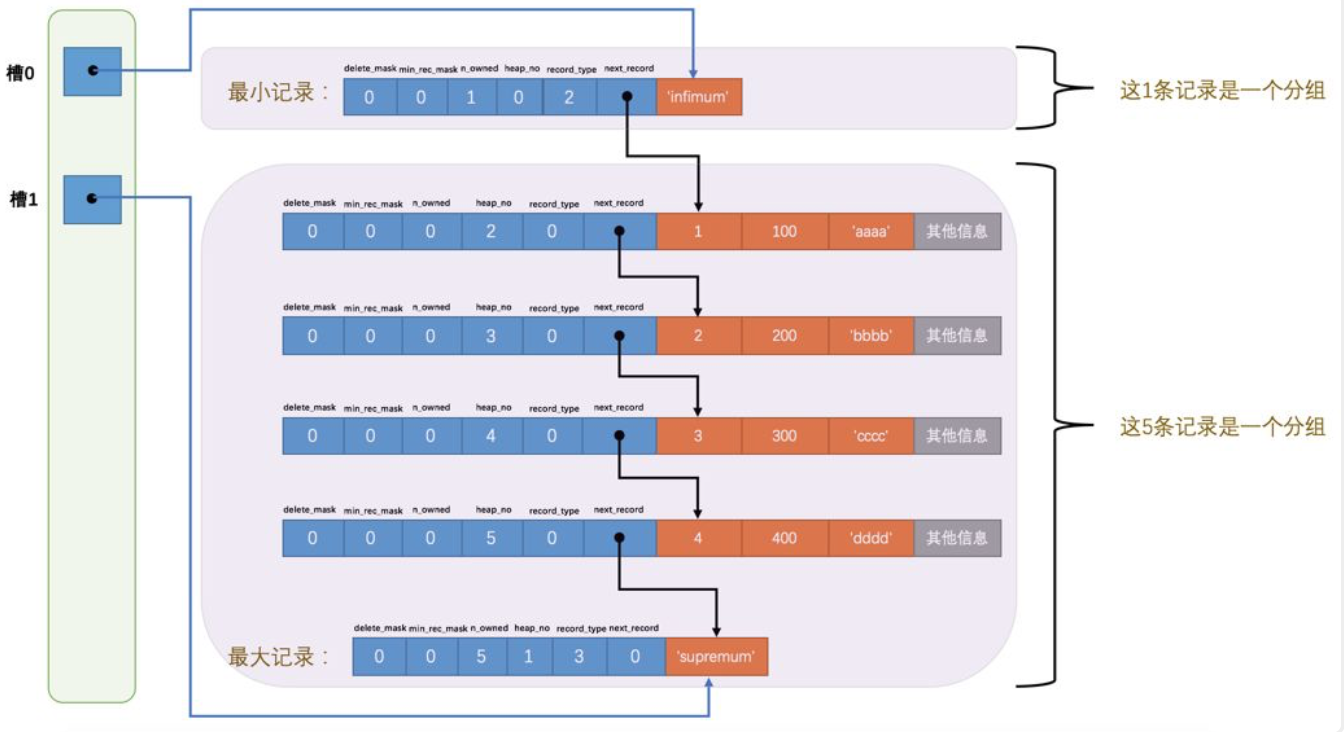 槽0
delete_mask min_rec_mask n_owned heap_no record_type next_record
最小记录： 0 0 1 0 2 'infimum'
这1条记录是一个分组
槽1
delete_mask min_rec_mask n_owned heap_no record_type next_record
0 0 0 2 0 1 100 'aaaa' 其他信息
delete_mask min_rec_mask n_owned heap_no record_type next_record
0 0 0 3 0 2 200 'bbbb' 其他信息
delete_mask min_rec_mask n_owned heap_no record_type next_record
0 0 0 4 0 3 300 'cccc' 其他信息
这5条记录是一个分组
delete_mask min_rec_mask n_owned heap_no record_type next_record
0 0 0 5 0 4 400 'dddd' 其他信息
delete_mask min_rec_mask n_owned heap_no record_type next_record
最大记录： 0 0 5 1 3 0 'supremum'